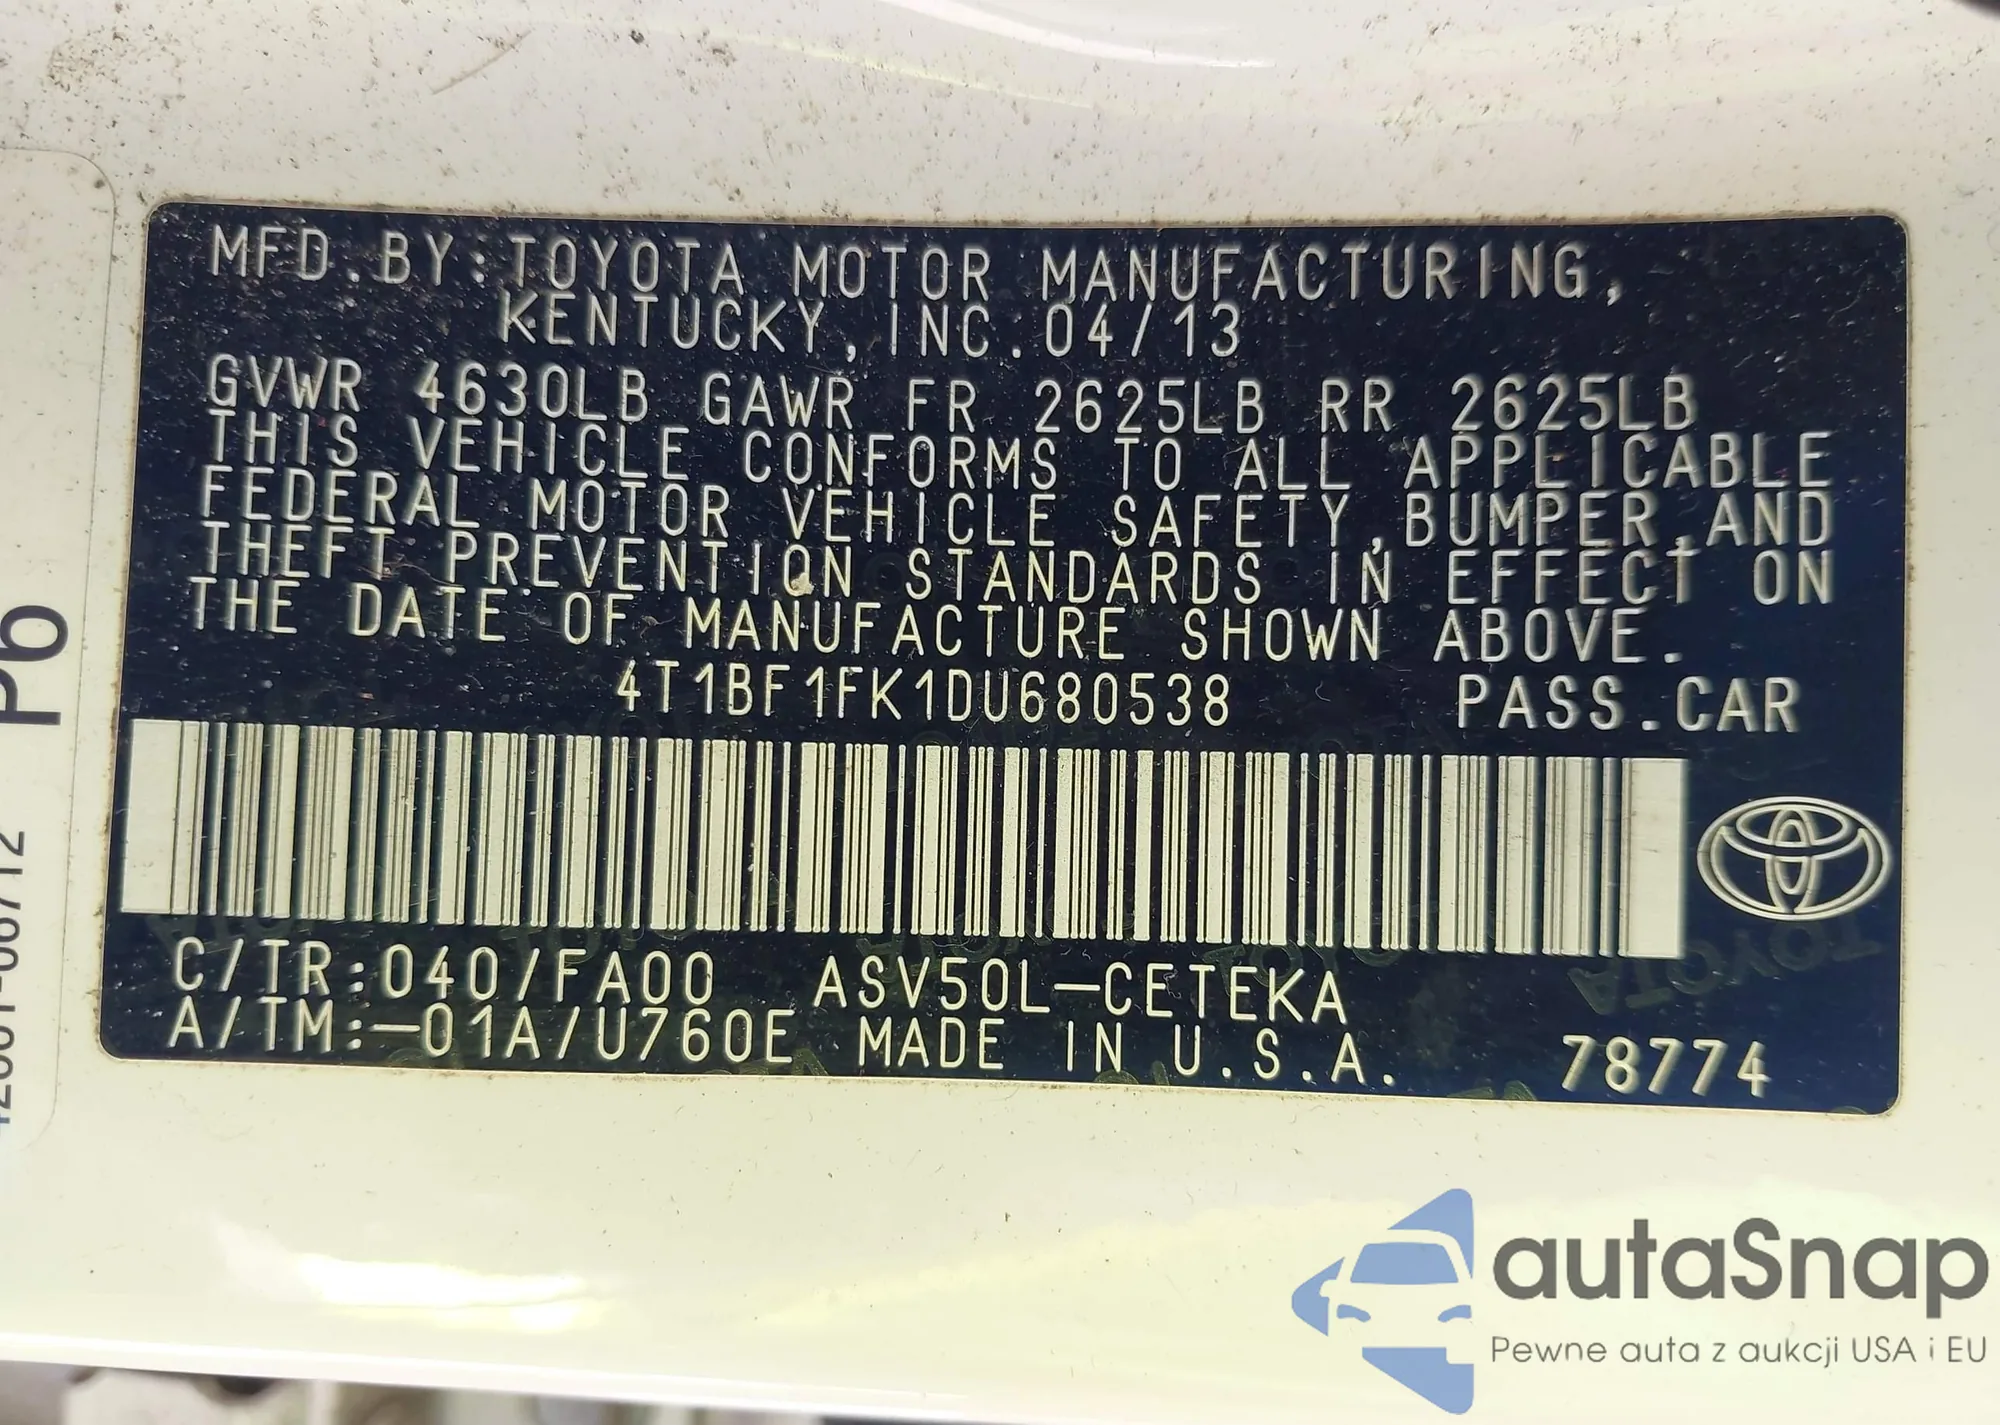 MFD.BY:TOYOTA MOTOR MANUFACTURING,
KENTUCKY,INC.04/13
GVWR 4630LB GAWR FR 2625LB RR 2625LB
THIS VEHICLE CONFORMS TO ALL APPLICABLE
FEDERAL MOTOR VEHICLE SAFETY,BUMPER,AND
THEFT PREVENTION STANDARDS IN EFFECT ON
THE DATE OF MANUFACTURE SHOWN ABOVE.
4T1BF1FK1DU680538 PASS.CAR
C/TR:040/FA00 ASV50L-CETEKA
A/TM:-01A/U760E MADE IN U.S.A. 78774
Pb
autaSnap
Pewne auta z aukcji USA i EU